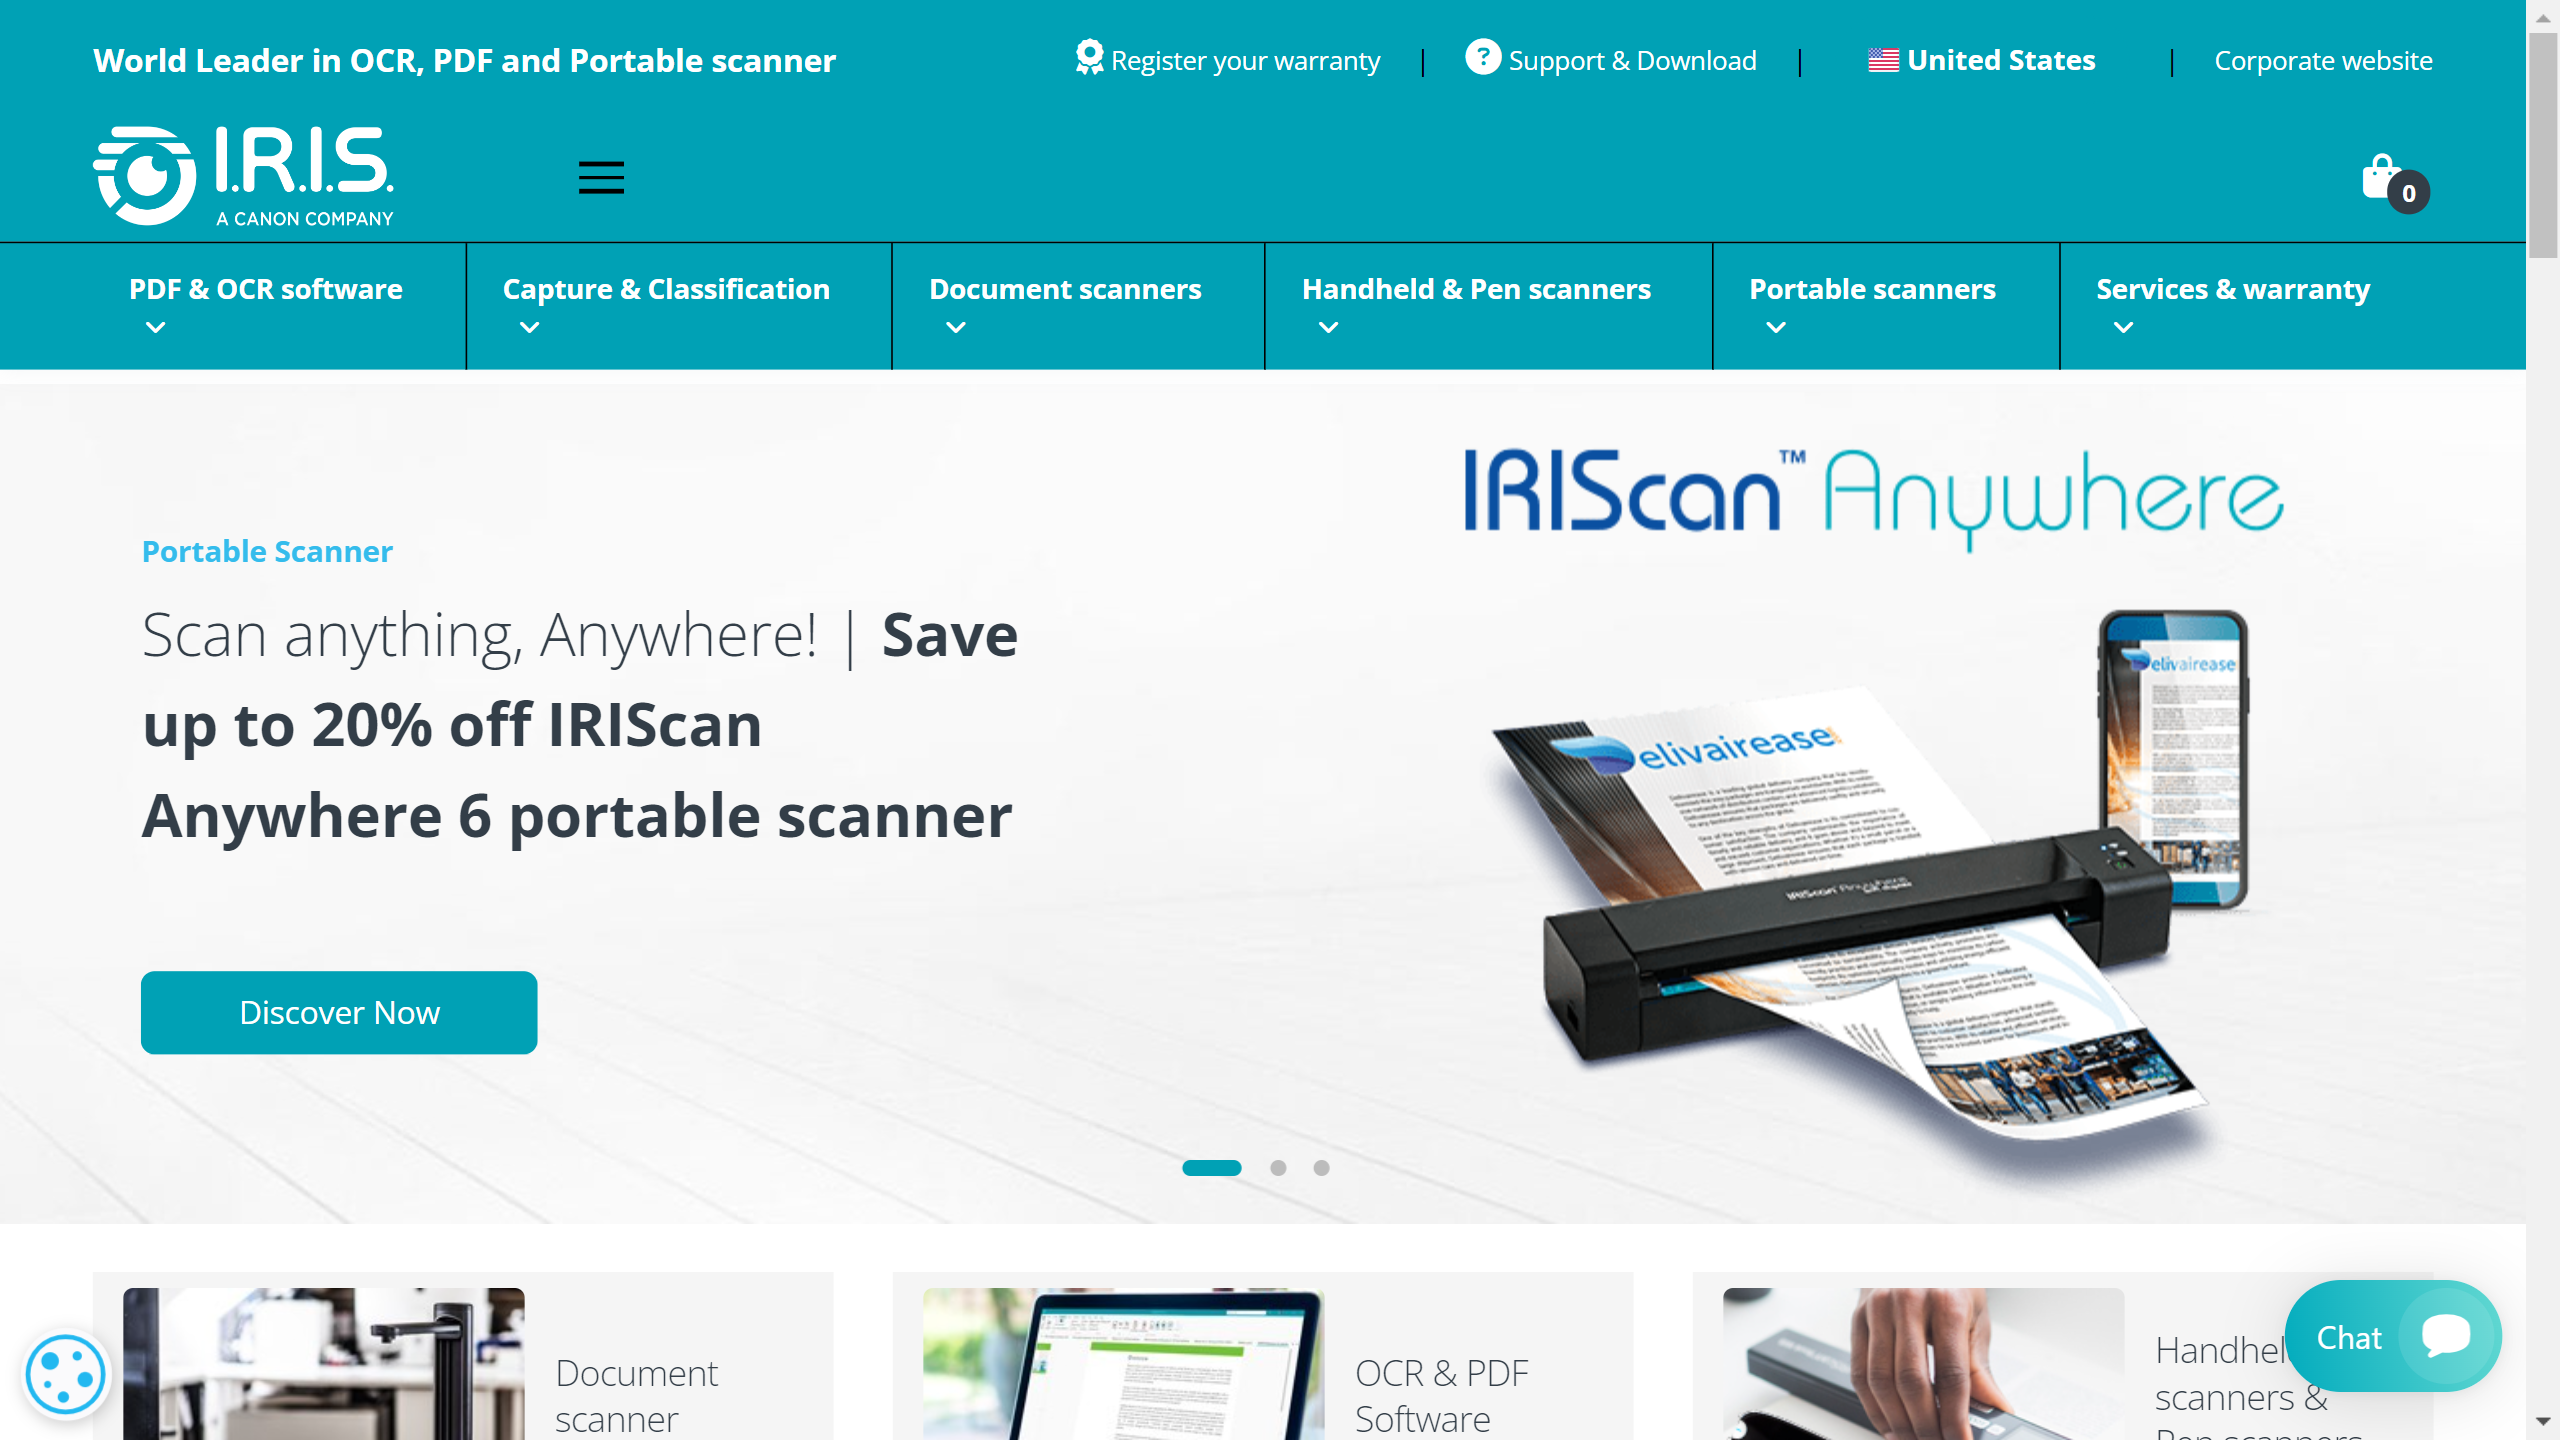 World Leader in OCR, PDF and Portable scanner
Register your warranty
Support & Download
United States
Corporate website
I.R.I.S.
A CANON COMPANY
0
PDF & OCR software
Capture & Classification
Document scanners
Handheld & Pen scanners
Portable scanners
Services & warranty
IRIScan™ Anywhere
Portable Scanner
Scan anything, Anywhere! | Save
up to 20% off IRIScan
Anywhere 6 portable scanner
Discover Now
elivairease
elivairease
IRIScan Anywhere
Document
scanner
OCR & PDF
Software
scanners &
Chat